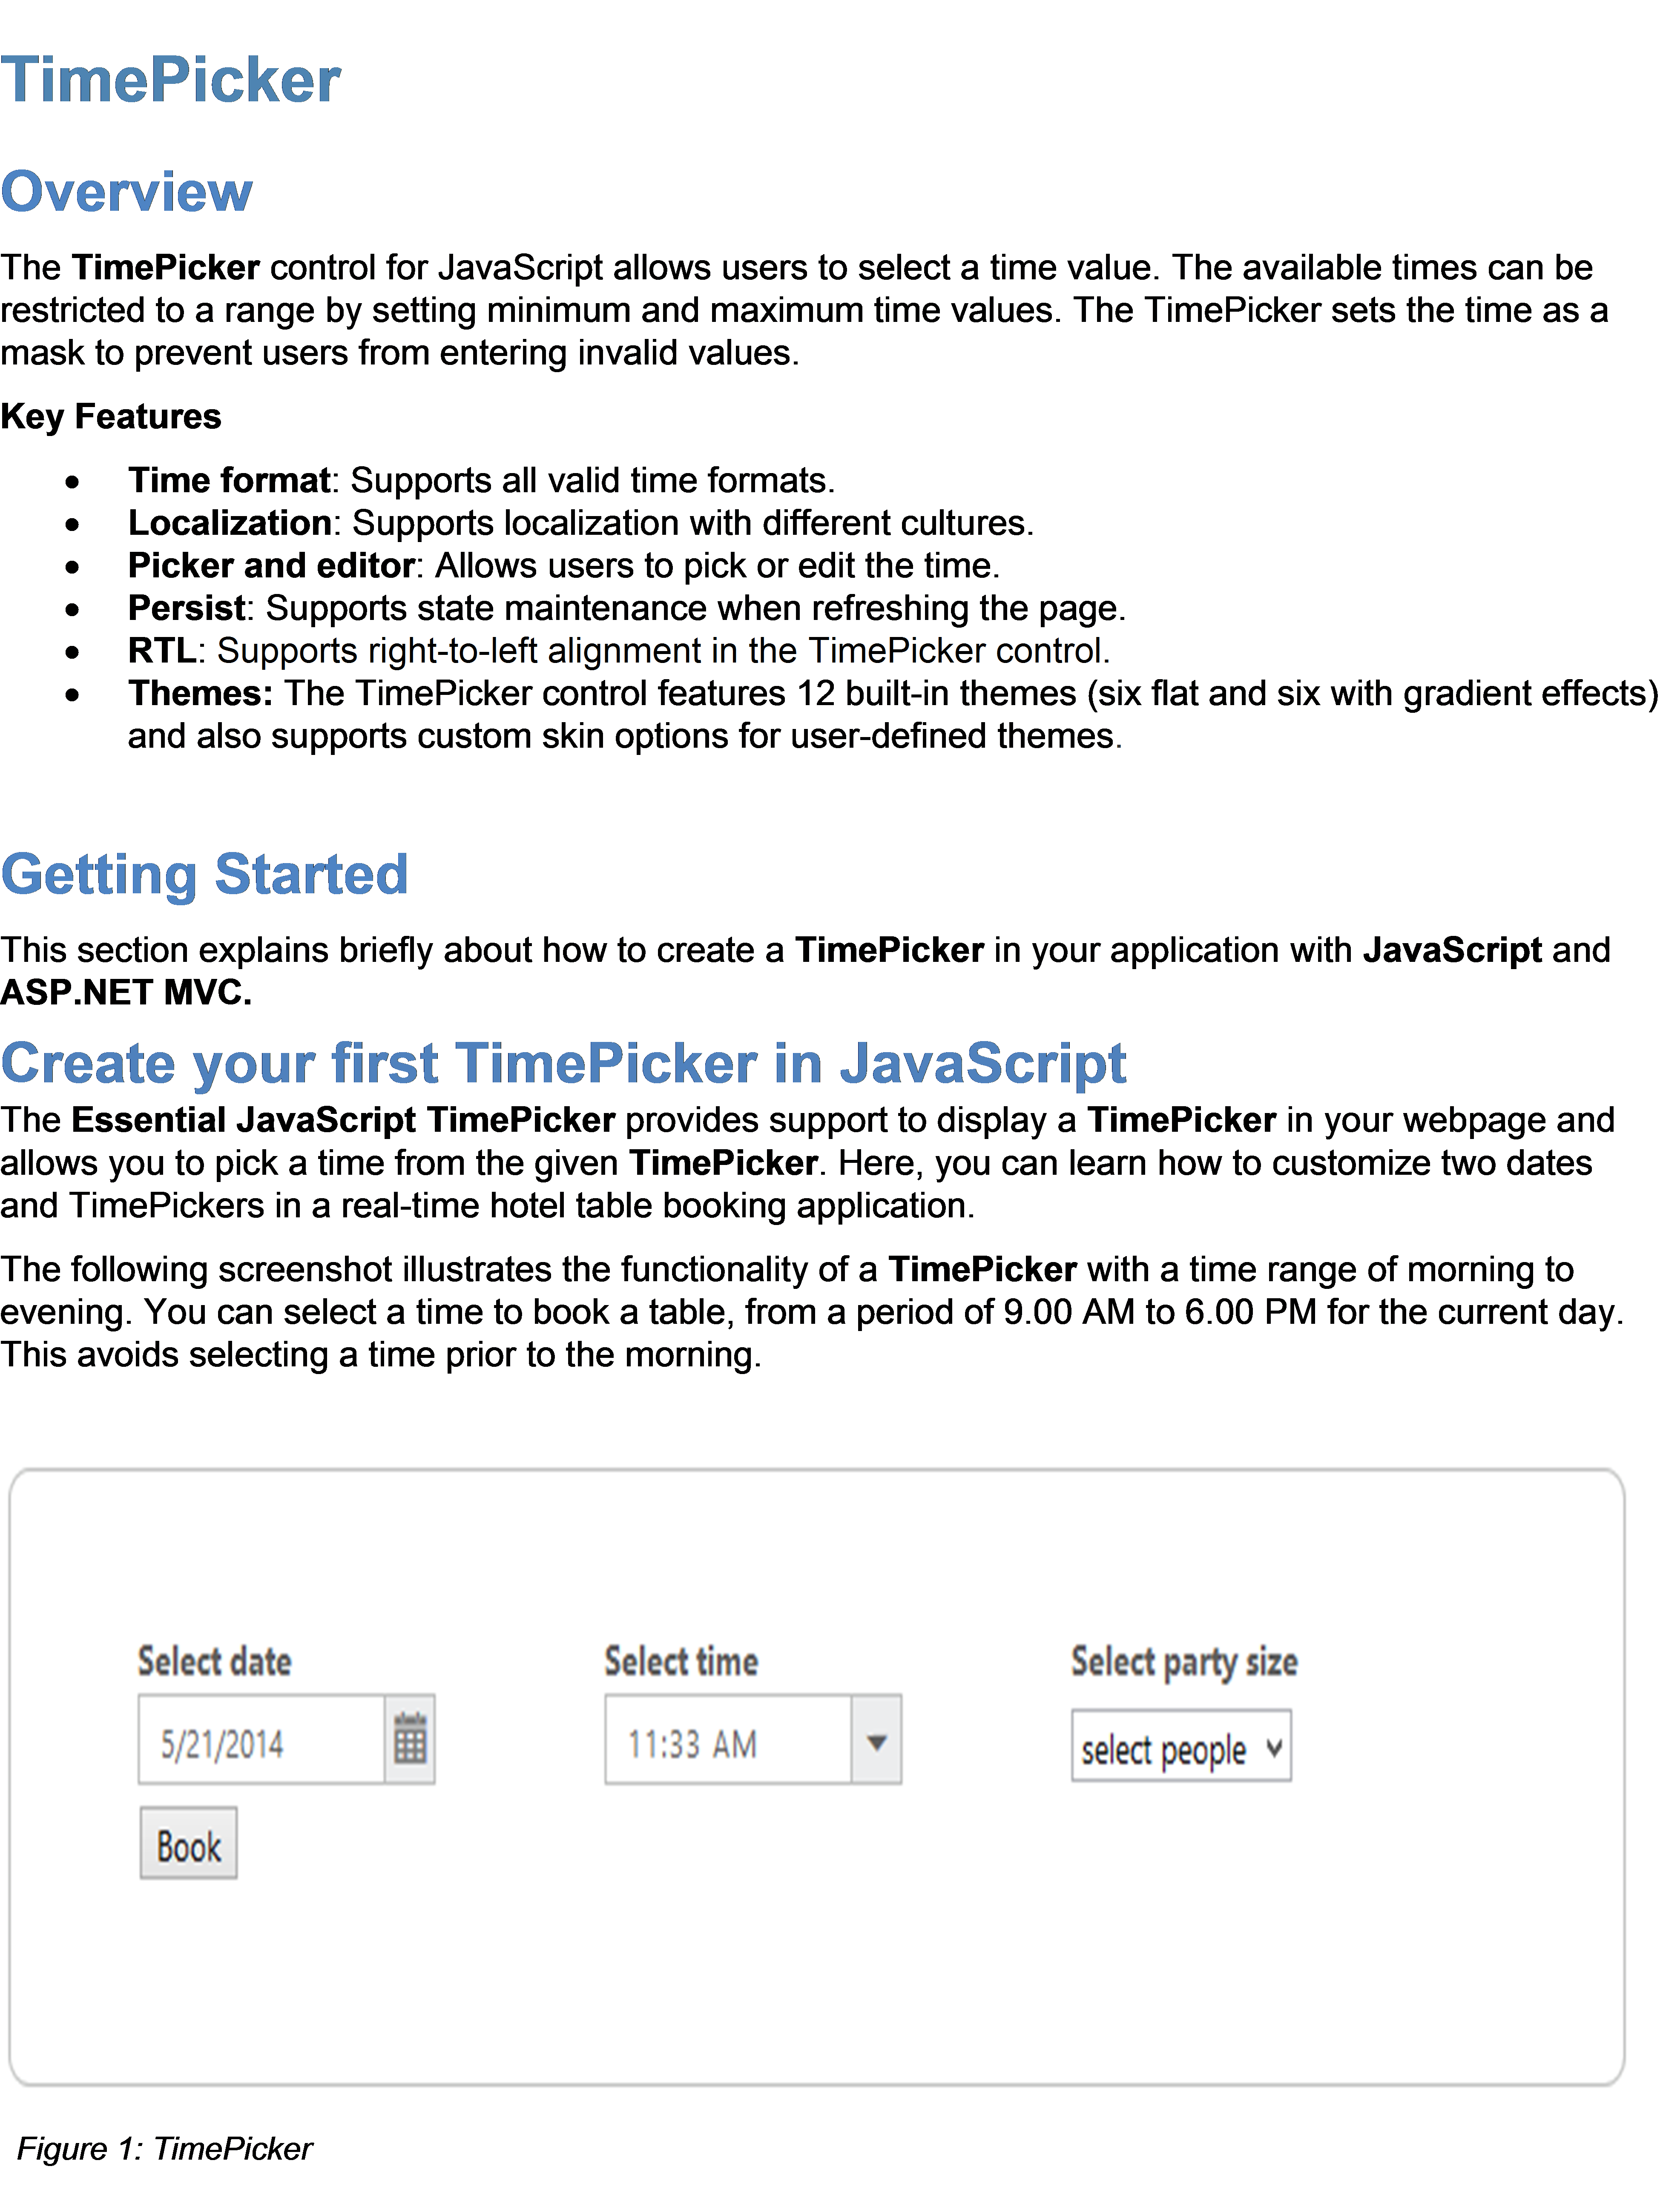 TimePicker
Overview
The TimePicker control for JavaScript allows users to select a time value. The available times can be
restricted to a range by setting minimum and maximum time values. The TimePicker sets the time as a
mask to prevent users from entering invalid values.
Key Features
• Time format: Supports all valid time formats.
• Localization: Supports localization with different cultures.
• Picker and editor: Allows users to pick or edit the time.
• Persist: Supports state maintenance when refreshing the page.
• RTL: Supports right-to-left alignment in the TimePicker control.
• Themes: The TimePicker control features 12 built-in themes (six flat and six with gradient effects)
and also supports custom skin options for user-defined themes.
Getting Started
This section explains briefly about how to create a TimePicker in your application with JavaScript and
ASP.NET MVC.
Create your first TimePicker in JavaScript
The Essential JavaScript TimePicker provides support to display a TimePicker in your webpage and
allows you to pick a time from the given TimePicker. Here, you can learn how to customize two dates
and TimePickers in a real-time hotel table booking application.
The following screenshot illustrates the functionality of a TimePicker with a time range of morning to
evening. You can select a time to book a table, from a period of 9.00 AM to 6.00 PM for the current day.
This avoids selecting a time prior to the morning.
Select date Select time Select party size
5/21/2014 11:33 AM select people
Book
Figure 1: TimePicker